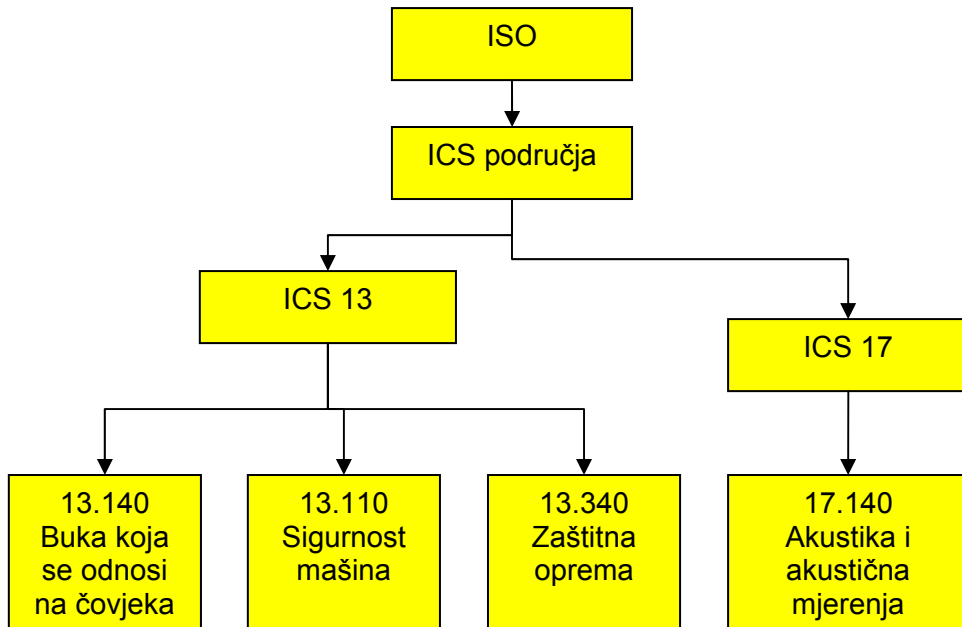 ISO
ICS područja
ICS 13
ICS 17
13.140
Buka koja
se odnosi
na čovjeka
13.110
Sigurnost
mašina
13.340
Zaštitna
oprema
17.140
Akustika i
akustična
mjerenja